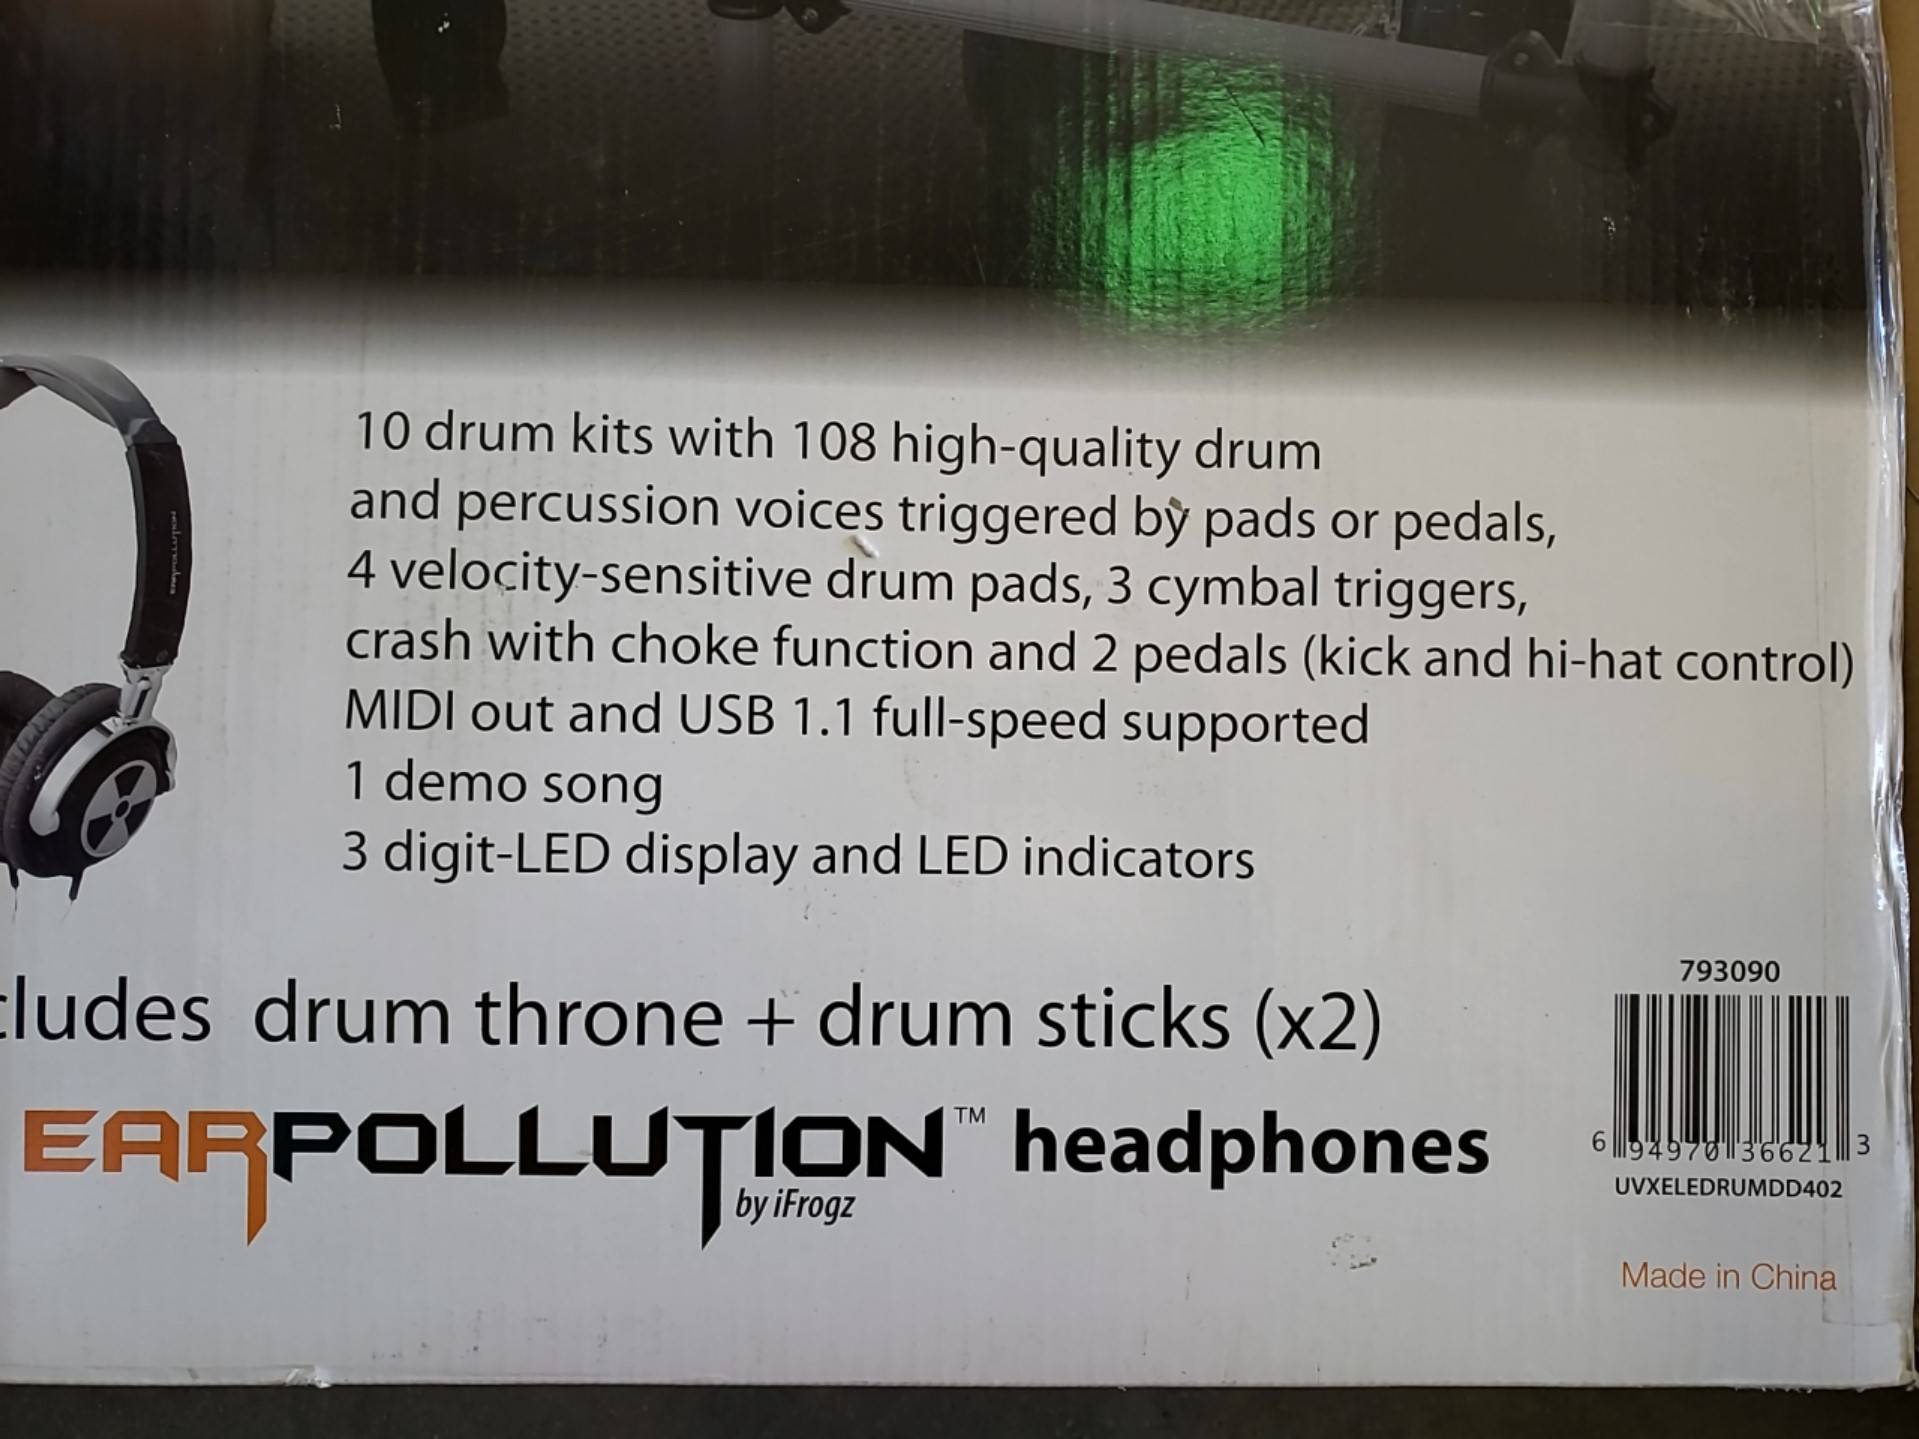 10 drum kits with 108 high-quality drum
and percussion voices triggered by pads or pedals,
4 velocity-sensitive drum pads, 3 cymbal triggers,
crash with choke function and 2 pedals (kick and hi-hat control)
MIDI out and USB 1.1 full-speed supported
1 demo song
3 digit-LED display and LED indicators
cludes drum throne + drum sticks (x2)
EARPOLLUTION™ headphones
by iFrogz
793090
6 94970 36621 3
UVXELEDRUMDD402
Made in China